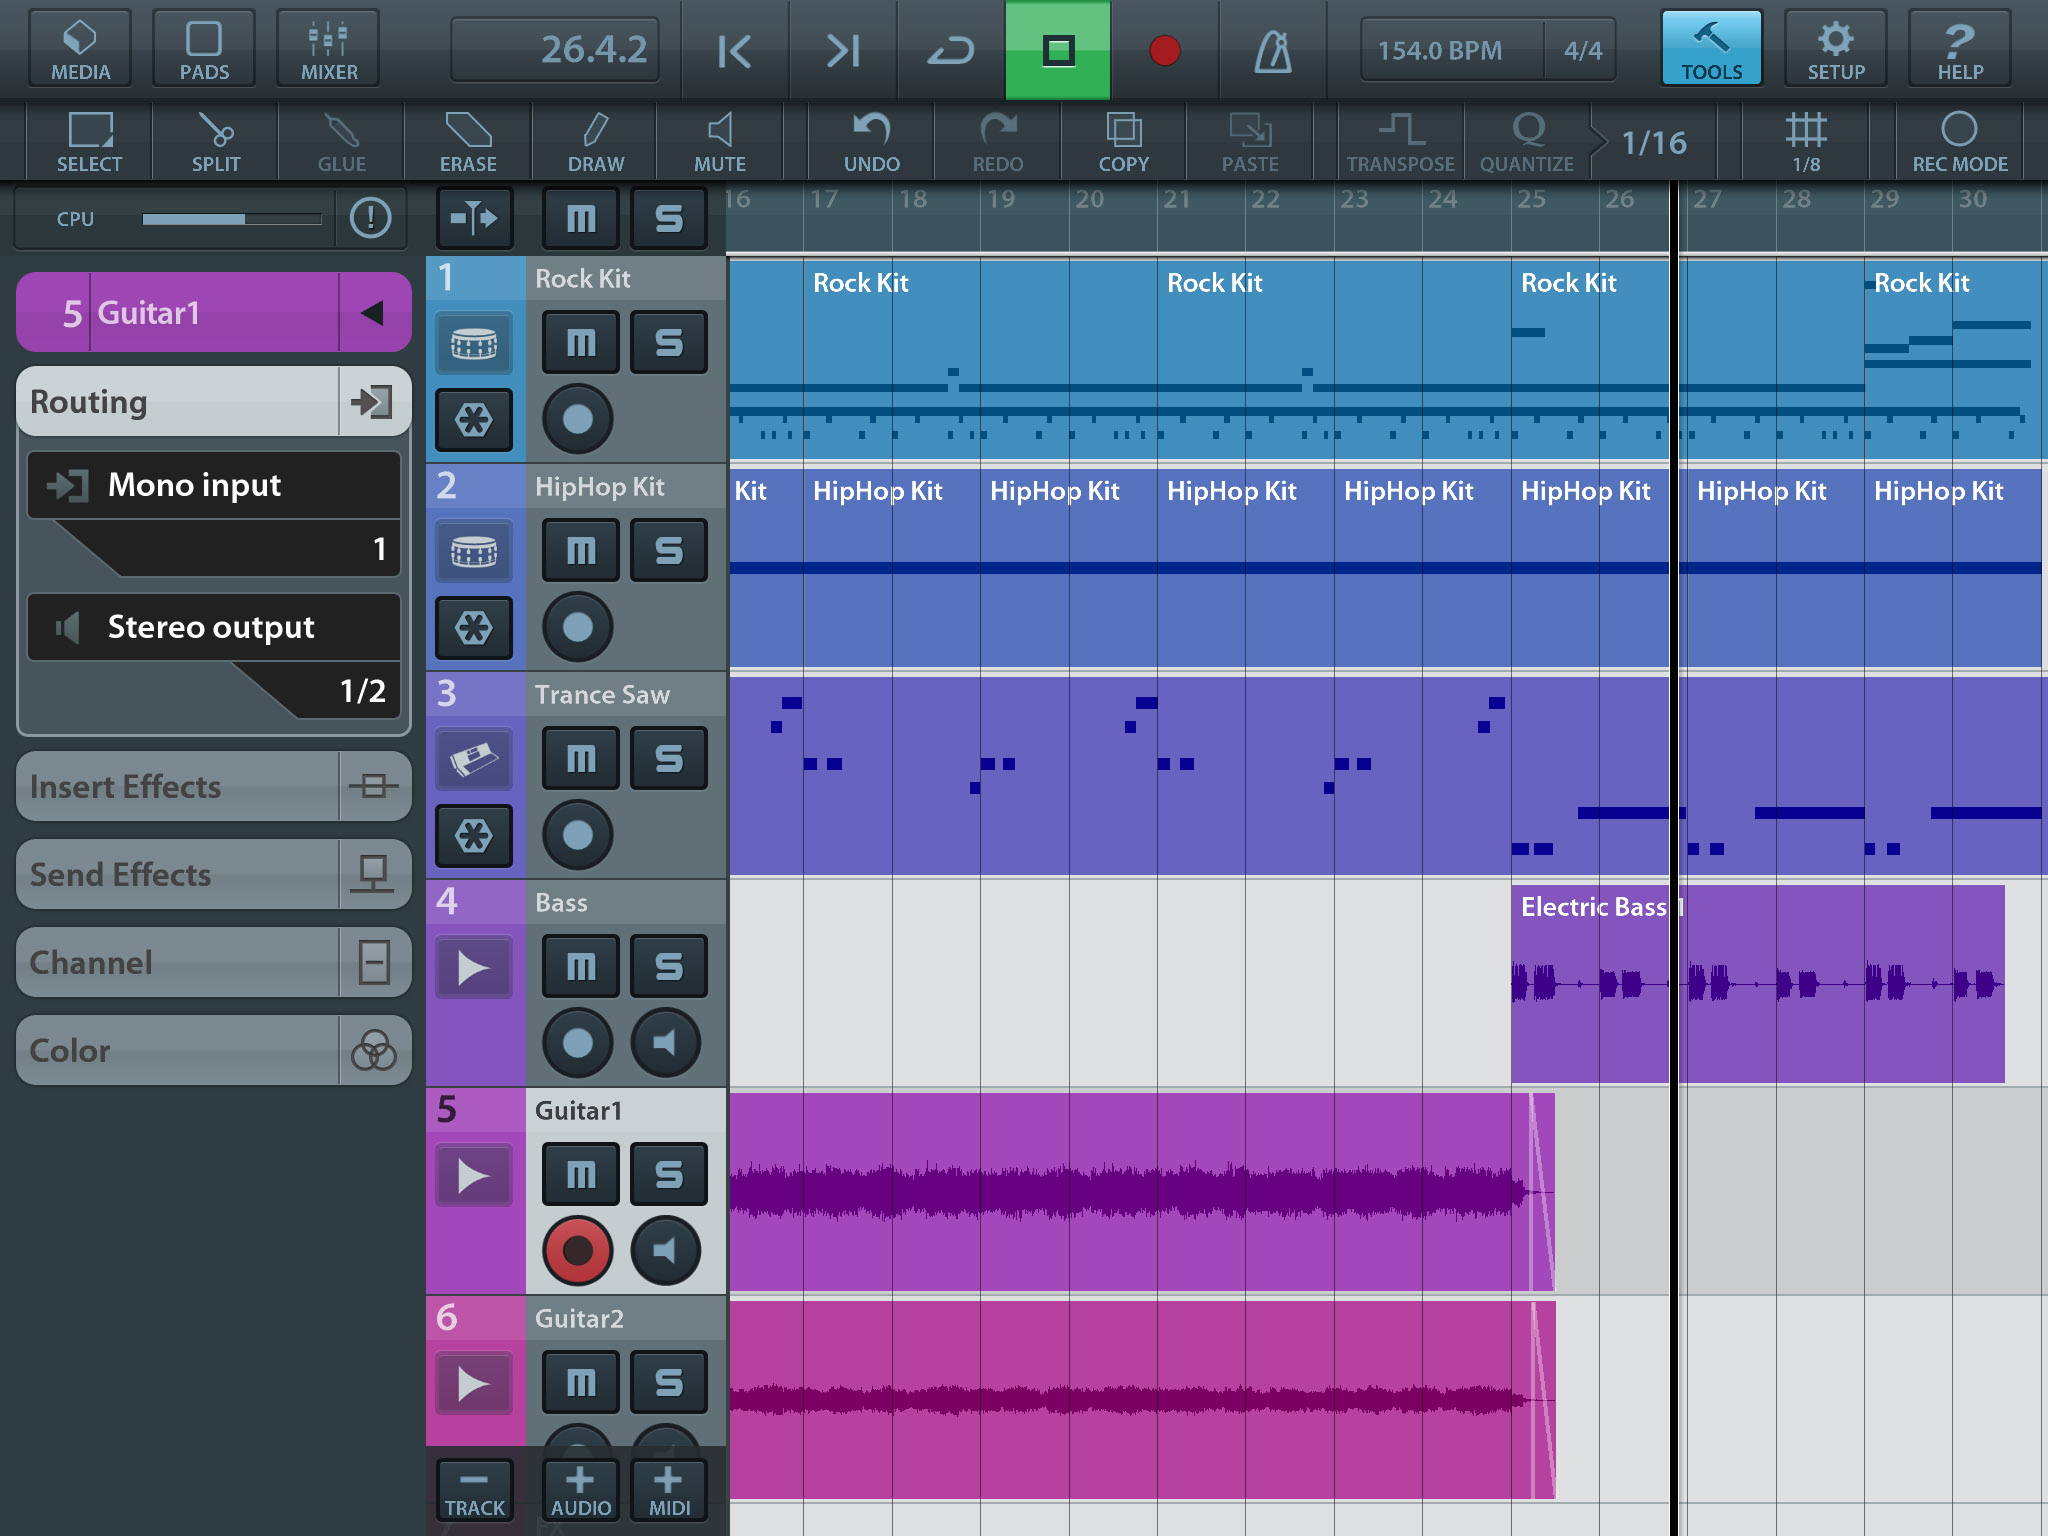 MEDIA PADS MIXER 26.4.2 154.0 BPM 4/4 TOOLS SETUP ? HELP
SELECT SPLIT GLUE ERASE DRAW MUTE UNDO REDO COPY PASTE TRANSPOSE Q QUANTIZE 1/16 1/8 REC MODE
CPU ! M S 16 17 18 19 20 21 22 23 24 25 26 27 28 29 30
5 Guitar1
Routing
Mono input
1
Stereo output
1/2
Insert Effects
Send Effects
Channel
Color
1 Rock Kit
M S
Rock Kit Rock Kit Rock Kit Rock Kit
2 HipHop Kit
M S
Kit HipHop Kit HipHop Kit HipHop Kit HipHop Kit HipHop Kit HipHop Kit HipHop Kit
3 Trance Saw
M S
4 Bass
M S
Electric Bass 1
5 Guitar1
M S
6 Guitar2
M S
TRACK AUDIO MIDI
7 FX